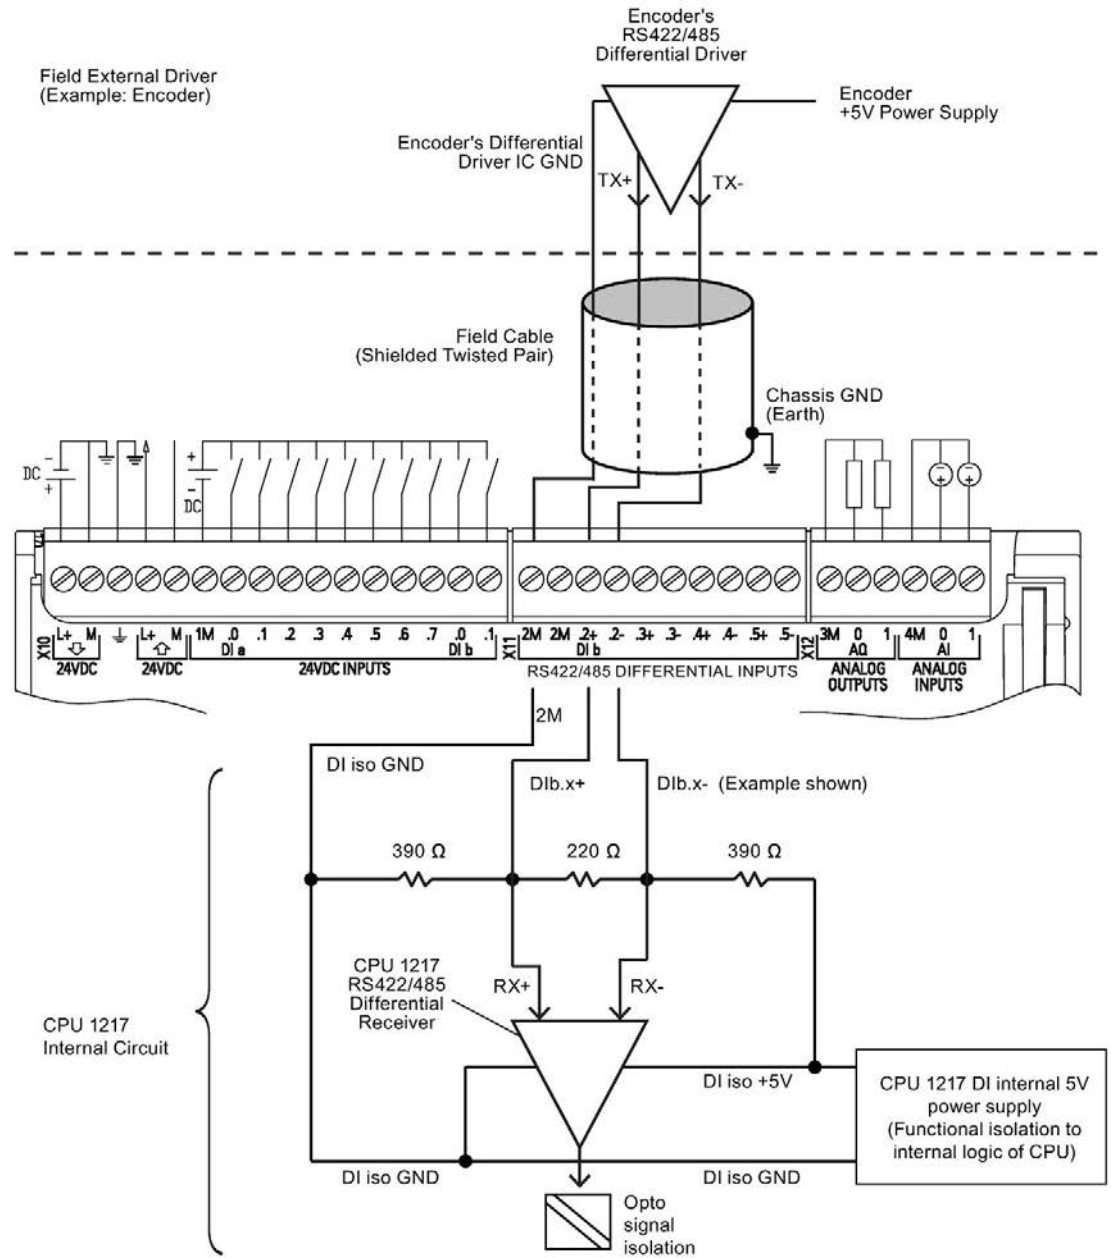 Encoder's
RS422/485
Differential Driver
Field External Driver
(Example: Encoder)
Encoder
+5V Power Supply
Encoder's Differential
Driver IC GND
TX+
TX-
Field Cable
(Shielded Twisted Pair)
Chassis GND
(Earth)
−
DC
+
+
−
DC
X10 L+ M L+ M 1M .0 .1 .2 .3 .4 .5 .6 .7 .0 .1
DI a DI b
24VDC 24VDC 24VDC INPUTS
X11 2M 2M .2+ .2- .3+ .3- .4+ .4- .5+ .5-
DI b
RS422/485 DIFFERENTIAL INPUTS
X12 3M 0 1 4M 0 1
AQ AI
ANALOG OUTPUTS
ANALOG INPUTS
2M
DI iso GND
DIb.x+
DIb.x- (Example shown)
390 Ω
220 Ω
390 Ω
CPU 1217
RS422/485
Differential
Receiver
RX+
RX-
CPU 1217
Internal Circuit
DI iso +5V
CPU 1217 DI internal 5V
power supply
(Functional isolation to
internal logic of CPU)
DI iso GND
DI iso GND
Opto
signal
isolation